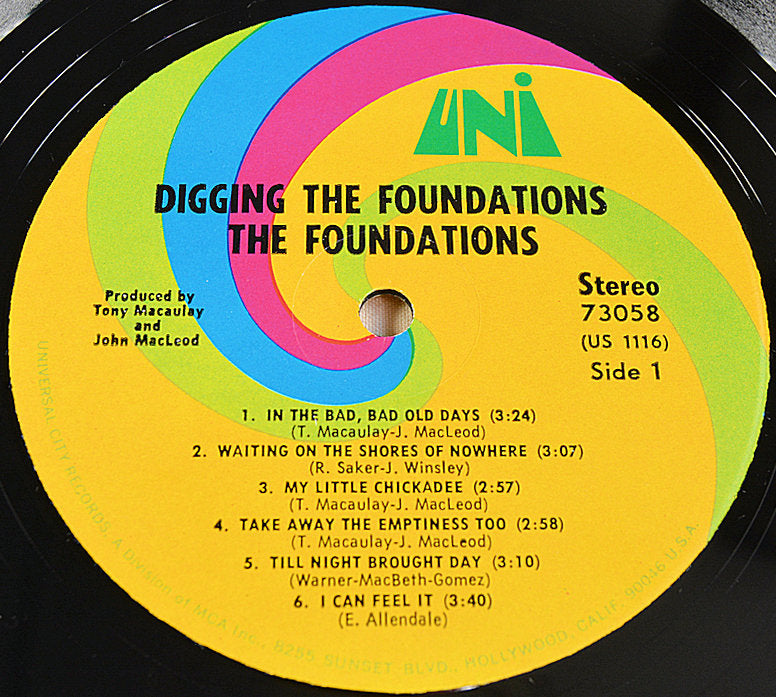 UNI
DIGGING THE FOUNDATIONS
THE FOUNDATIONS
Produced by
Tony Macaulay
and
John MacLeod
Stereo
73058
(US 1116)
Side 1
1. IN THE BAD, BAD OLD DAYS (3:24)
(T. Macaulay-J. MacLeod)
2. WAITING ON THE SHORES OF NOWHERE (3:07)
(R. Saker-J. Winsley)
3. MY LITTLE CHICKADEE (2:57)
(T. Macaulay-J. MacLeod)
4. TAKE AWAY THE EMPTINESS TOO (2:58)
(T. Macaulay-J. MacLeod)
5. TILL NIGHT BROUGHT DAY (3:10)
(Warner-MacBeth-Gomez)
6. I CAN FEEL IT (3:40)
(E. Allendale)
UNIVERSAL CITY RECORDS, A Division of MCA Inc., 8255 SUNSET BLVD., HOLLYWOOD, CALIF. 90046 U.S.A.